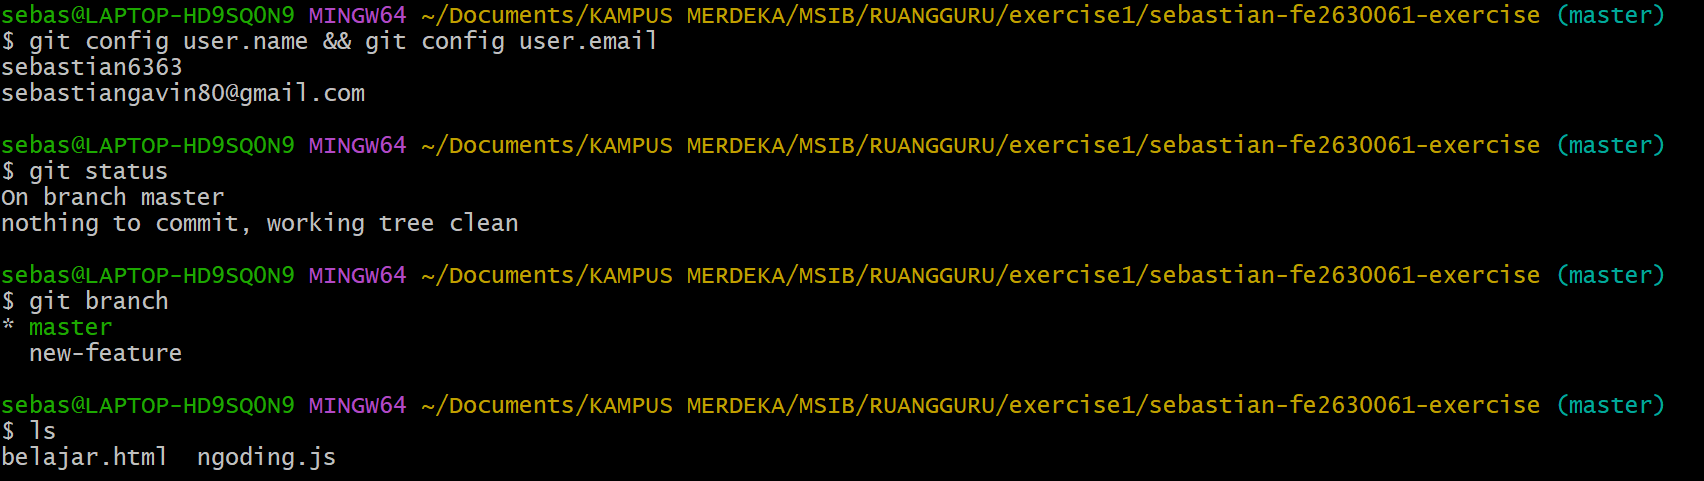 sebas@LAPTOP-HD9SQ0N9 MINGW64 ~/Documents/KAMPUS MERDEKA/MSIB/RUANGGURU/exercise1/sebastian-fe2630061-exercise (master)
$ git config user.name && git config user.email
sebastian6363
sebastiangavin80@gmail.com
sebas@LAPTOP-HD9SQ0N9 MINGW64 ~/Documents/KAMPUS MERDEKA/MSIB/RUANGGURU/exercise1/sebastian-fe2630061-exercise (master)
$ git status
On branch master
nothing to commit, working tree clean
sebas@LAPTOP-HD9SQ0N9 MINGW64 ~/Documents/KAMPUS MERDEKA/MSIB/RUANGGURU/exercise1/sebastian-fe2630061-exercise (master)
$ git branch
* master
  new-feature
sebas@LAPTOP-HD9SQ0N9 MINGW64 ~/Documents/KAMPUS MERDEKA/MSIB/RUANGGURU/exercise1/sebastian-fe2630061-exercise (master)
$ ls
belajar.html  ngoding.js